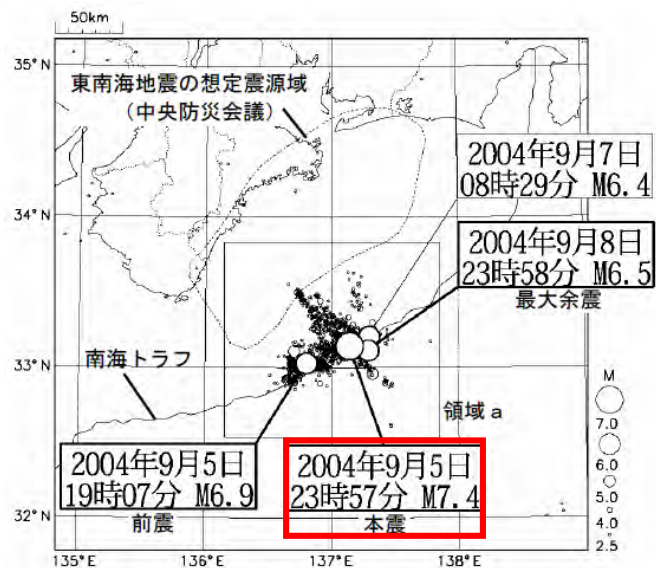 50km
35°N
東南海地震の想定震源域
（中央防災会議）
2004年9月7日
08時29分 M6.4
34°N
2004年9月8日
23時58分 M6.5
最大余震
33°N
南海トラフ
領域a
M
7.0
6.0
5.0
4.0
2.5
2004年9月5日
19時07分 M6.9
前震
2004年9月5日
23時57分 M7.4
本震
32°N
135°E
136°E
137°E
138°E